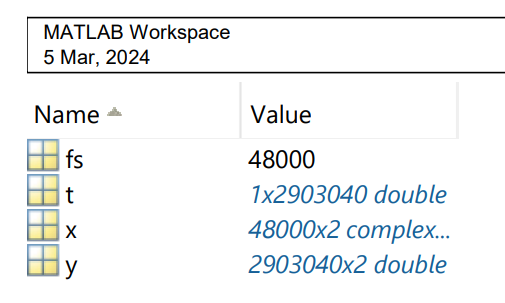 MATLAB Workspace
5 Mar, 2024
Name Value
fs 48000
t 1x2903040 double
x 48000x2 complex...
y 2903040x2 double